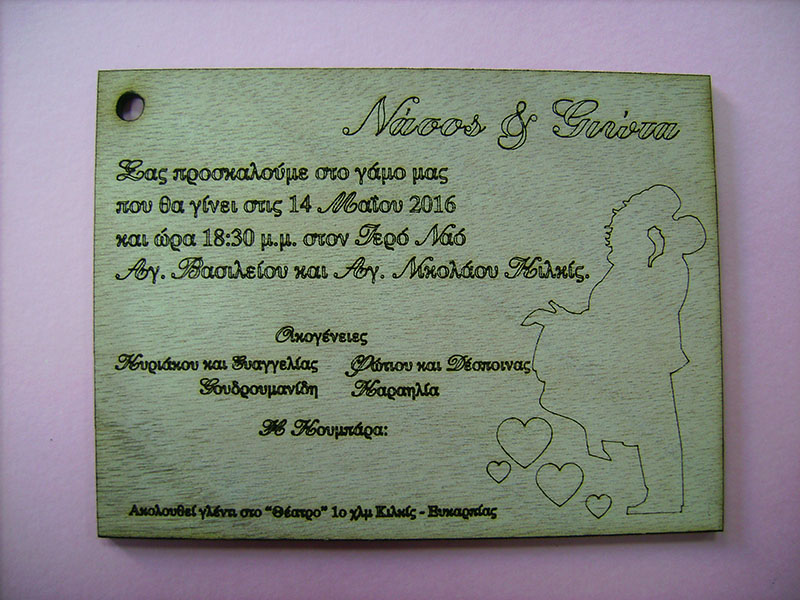 Νάσος & Γιώτα
Σας προσκαλούμε στο γάμο μας
που θα γίνει στις 14 Μαΐου 2016
και ώρα 18:30 μ.μ. στον Ιερό Ναό
Αγ. Βασιλείου και Αγ. Νικολάου Κιλκίς.
Οικογένειες
Κυριάκου και Ευαγγελίας Φώτιου και Δέσποινας
Γουδρουμανίδη Καραηλία
Η Κουμπάρα:
Ακολουθεί γλέντι στο "Θέατρο" 1ο χλμ Κιλκίς - Ευκαρπίας